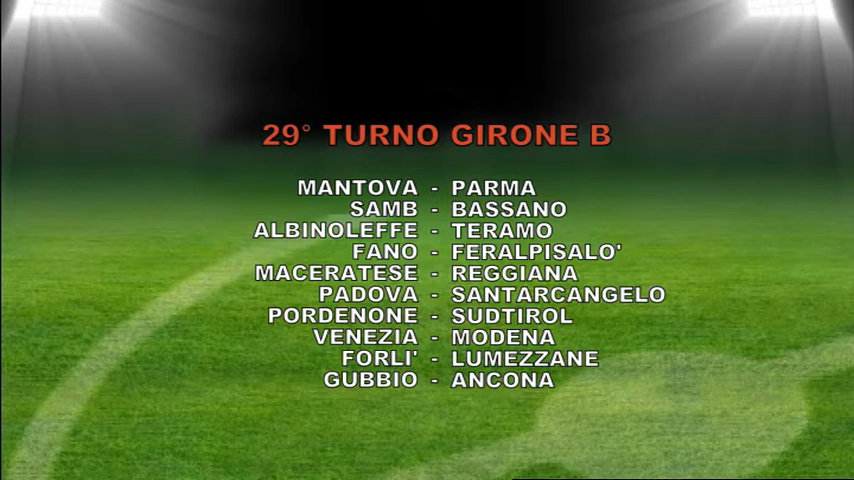 29° TURNO GIRONE B
MANTOVA - PARMA
SAMB - BASSANO
ALBINOLEFFE - TERAMO
FANO - FERALPISALO'
MACERATESE - REGGIANA
PADOVA - SANTARCANGELO
PORDENONE - SUDTIROL
VENEZIA - MODENA
FORLI' - LUMEZZANE
GUBBIO - ANCONA